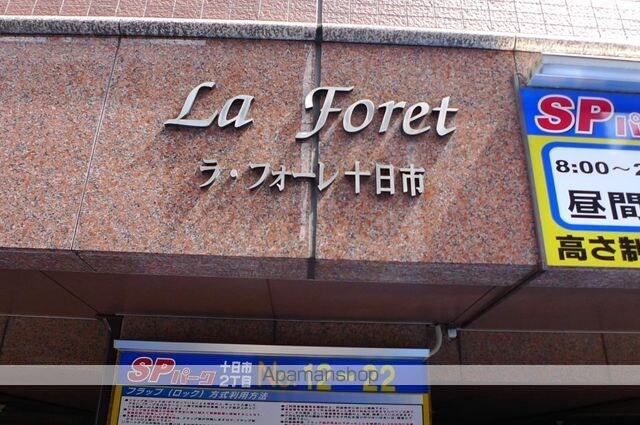 La Foret
ラ・フォーレ十日市
SPパーク
8:00～2
昼間
高さ制
SPパーク 十日市2丁目 No.12 22
フラップ（ロック）方式利用方法
Apamanshop